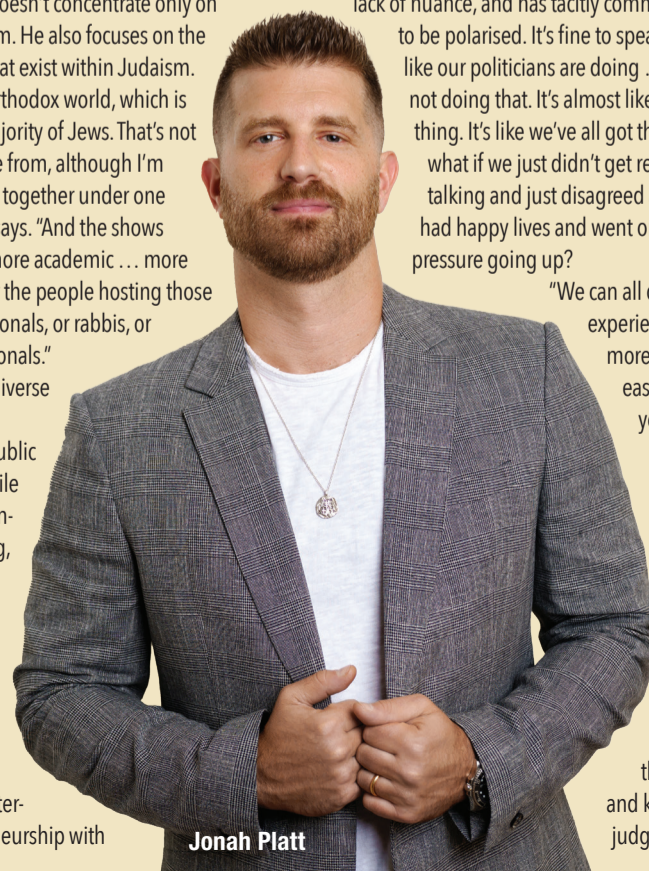 oesn't concentrate only on
m. He also focuses on the
at exist within Judaism.
rthodox world, which is
jority of Jews. That's not
e from, although I'm
together under one
ays. "And the shows
ore academic … more
the people hosting those
onals, or rabbis, or
onals."
iverse
ublic
ile
n-
g,
ter-
eurship with
lack of nuance, and has tacitly comm
to be polarised. It's fine to spea
like our politicians are doing .
not doing that. It's almost like
thing. It's like we've all got th
what if we just didn't get re
talking and just disagreed
had happy lives and went o
pressure going up?
"We can all
experie
more
eas
y
th
and k
judg
Jonah Platt